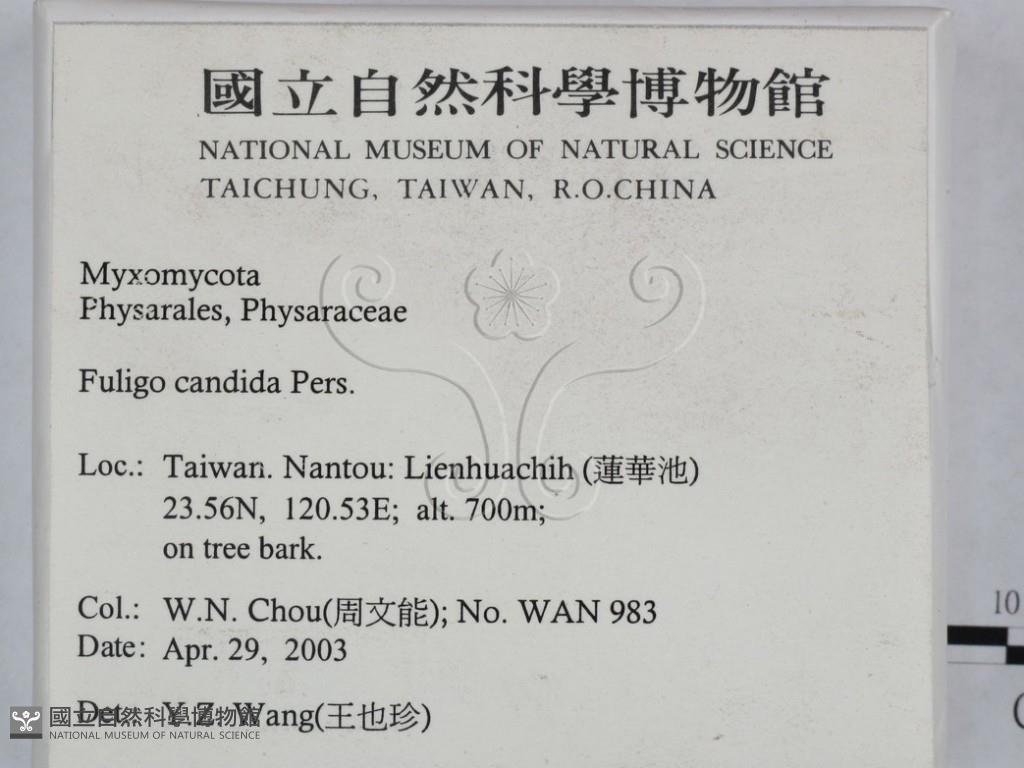 國立自然科學博物館
NATIONAL MUSEUM OF NATURAL SCIENCE
TAICHUNG, TAIWAN, R.O.CHINA
Myxomycota
Physarales, Physaraceae
Fuligo candida Pers.
Loc.: Taiwan. Nantou: Lienhuachih (蓮華池)
23.56N, 120.53E; alt. 700m;
on tree bark.
Col.: W.N. Chou(周文能); No. WAN 983
Date: Apr. 29, 2003
Det.: Y.Z. Wang(王也珍)
國立自然科學博物館
NATIONAL MUSEUM OF NATURAL SCIENCE
10